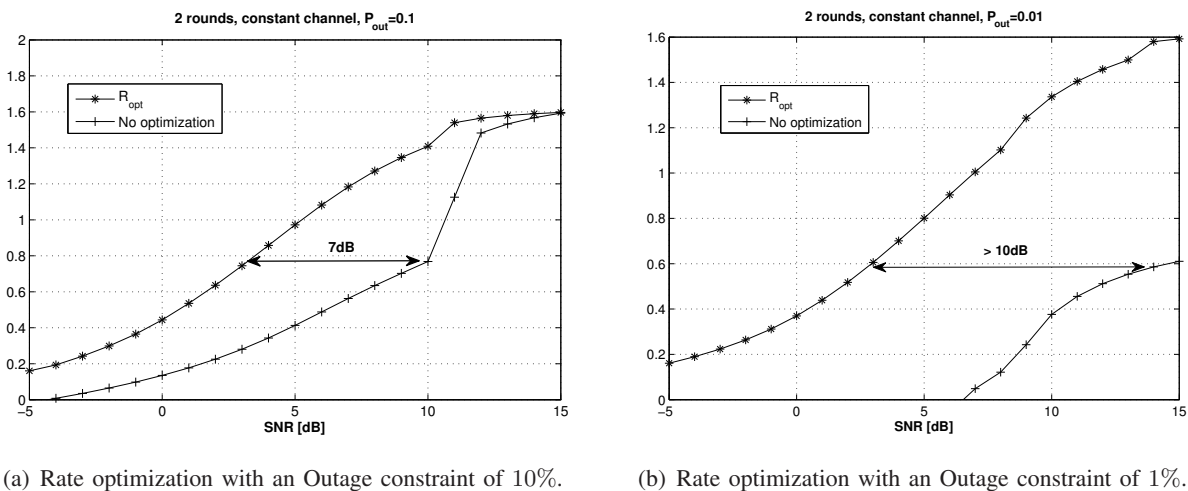 2 rounds, constant channel, P_out=0.1
2
1.8
1.6
1.4
1.2
1
0.8
0.6
0.4
0.2
0
R_opt
No optimization
7dB
−5
0
5
10
15
SNR [dB]
(a) Rate optimization with an Outage constraint of 10%.
2 rounds, constant channel, P_out=0.01
1.6
1.4
1.2
1
0.8
0.6
0.4
0.2
0
R_opt
No optimization
> 10dB
−5
0
5
10
15
SNR [dB]
(b) Rate optimization with an Outage constraint of 1%.